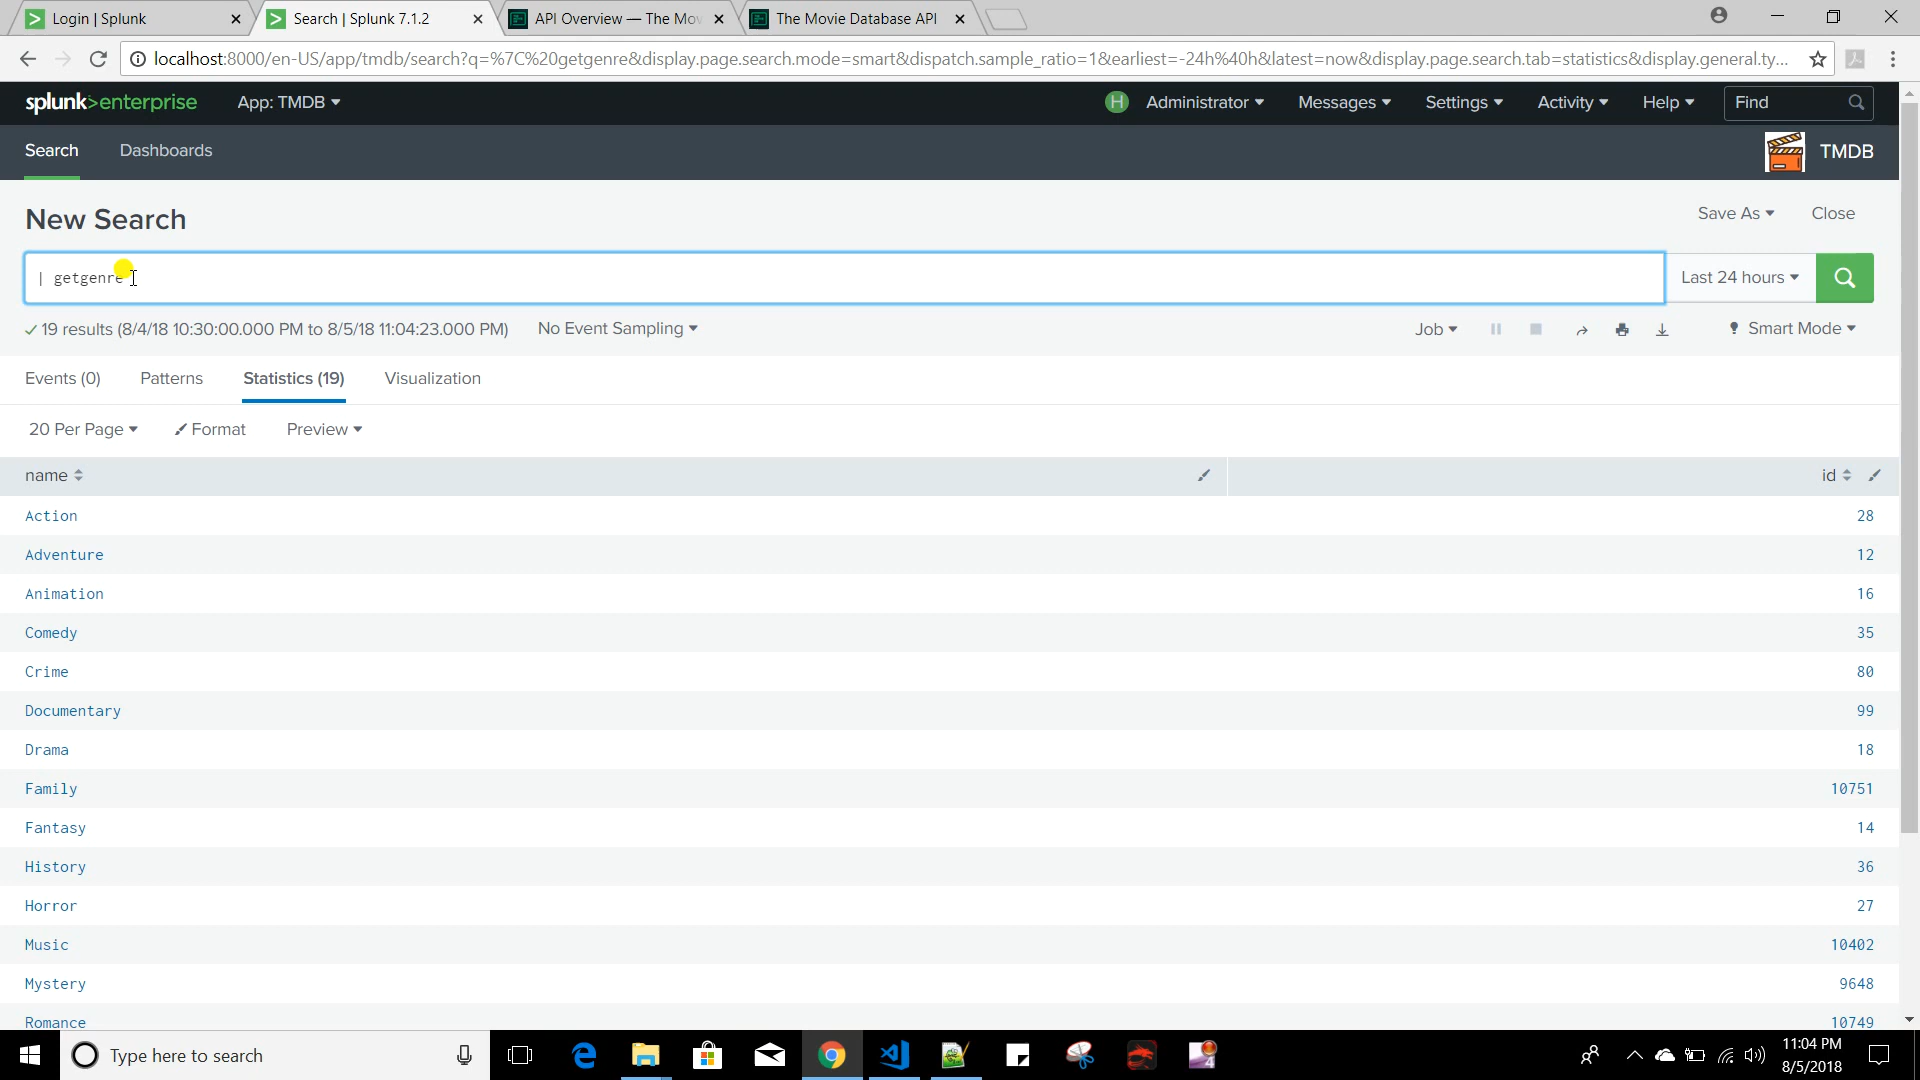 Login | Splunk
Search | Splunk 7.1.2
API Overview — The Mov
The Movie Database API
localhost:8000/en-US/app/tmdb/search?q=%7C%20getgenre&display.page.search.mode=smart&dispatch.sample_ratio=1&earliest=-24h%40h&latest=now&display.page.search.tab=statistics&display.general.ty...
splunk>enterprise
App: TMDB
H
Administrator
Messages
Settings
Activity
Help
Find
Search
Dashboards
TMDB
New Search
Save As
Close
| getgenre
Last 24 hours
19 results (8/4/18 10:30:00.000 PM to 8/5/18 11:04:23.000 PM)
No Event Sampling
Job
Smart Mode
Events (0)
Patterns
Statistics (19)
Visualization
20 Per Page
Format
Preview
name
id
Action 28
Adventure 12
Animation 16
Comedy 35
Crime 80
Documentary 99
Drama 18
Family 10751
Fantasy 14
History 36
Horror 27
Music 10402
Mystery 9648
Romance 10749
Type here to search
11:04 PM
8/5/2018